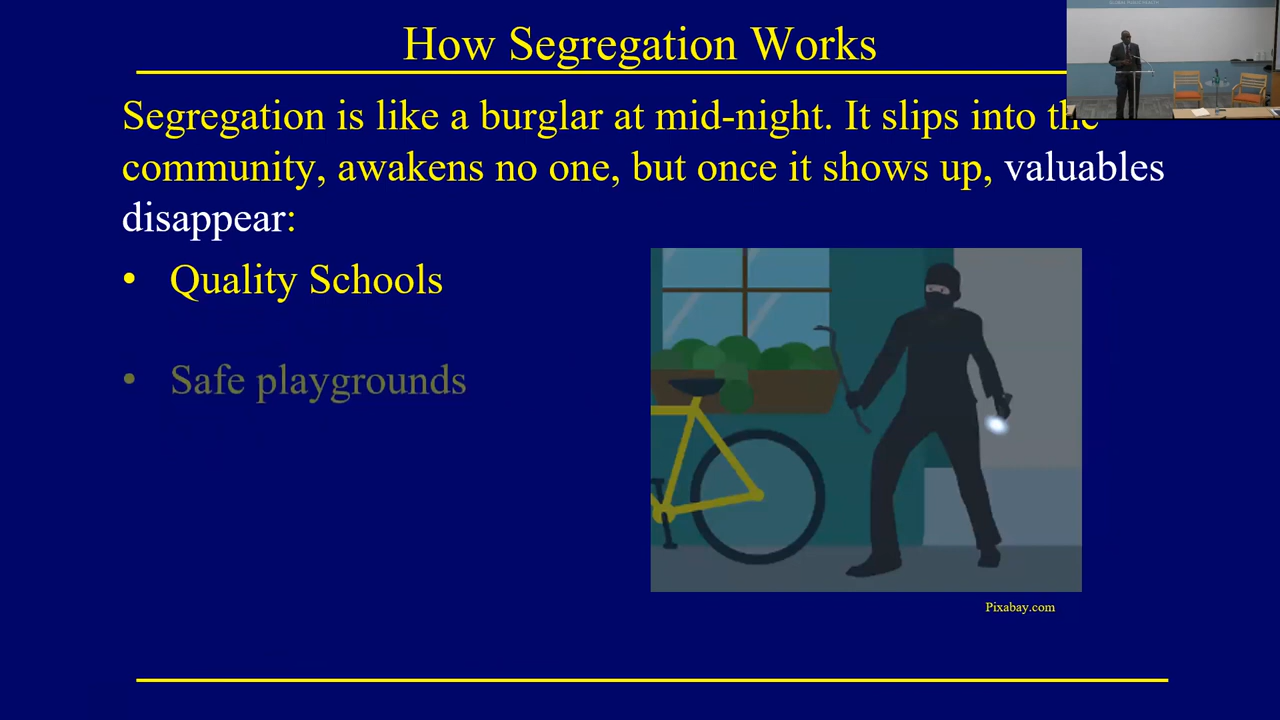 How Segregation Works
Segregation is like a burglar at mid-night. It slips into the
community, awakens no one, but once it shows up, valuables
disappear:
• Quality Schools
• Safe playgrounds
Pixabay.com